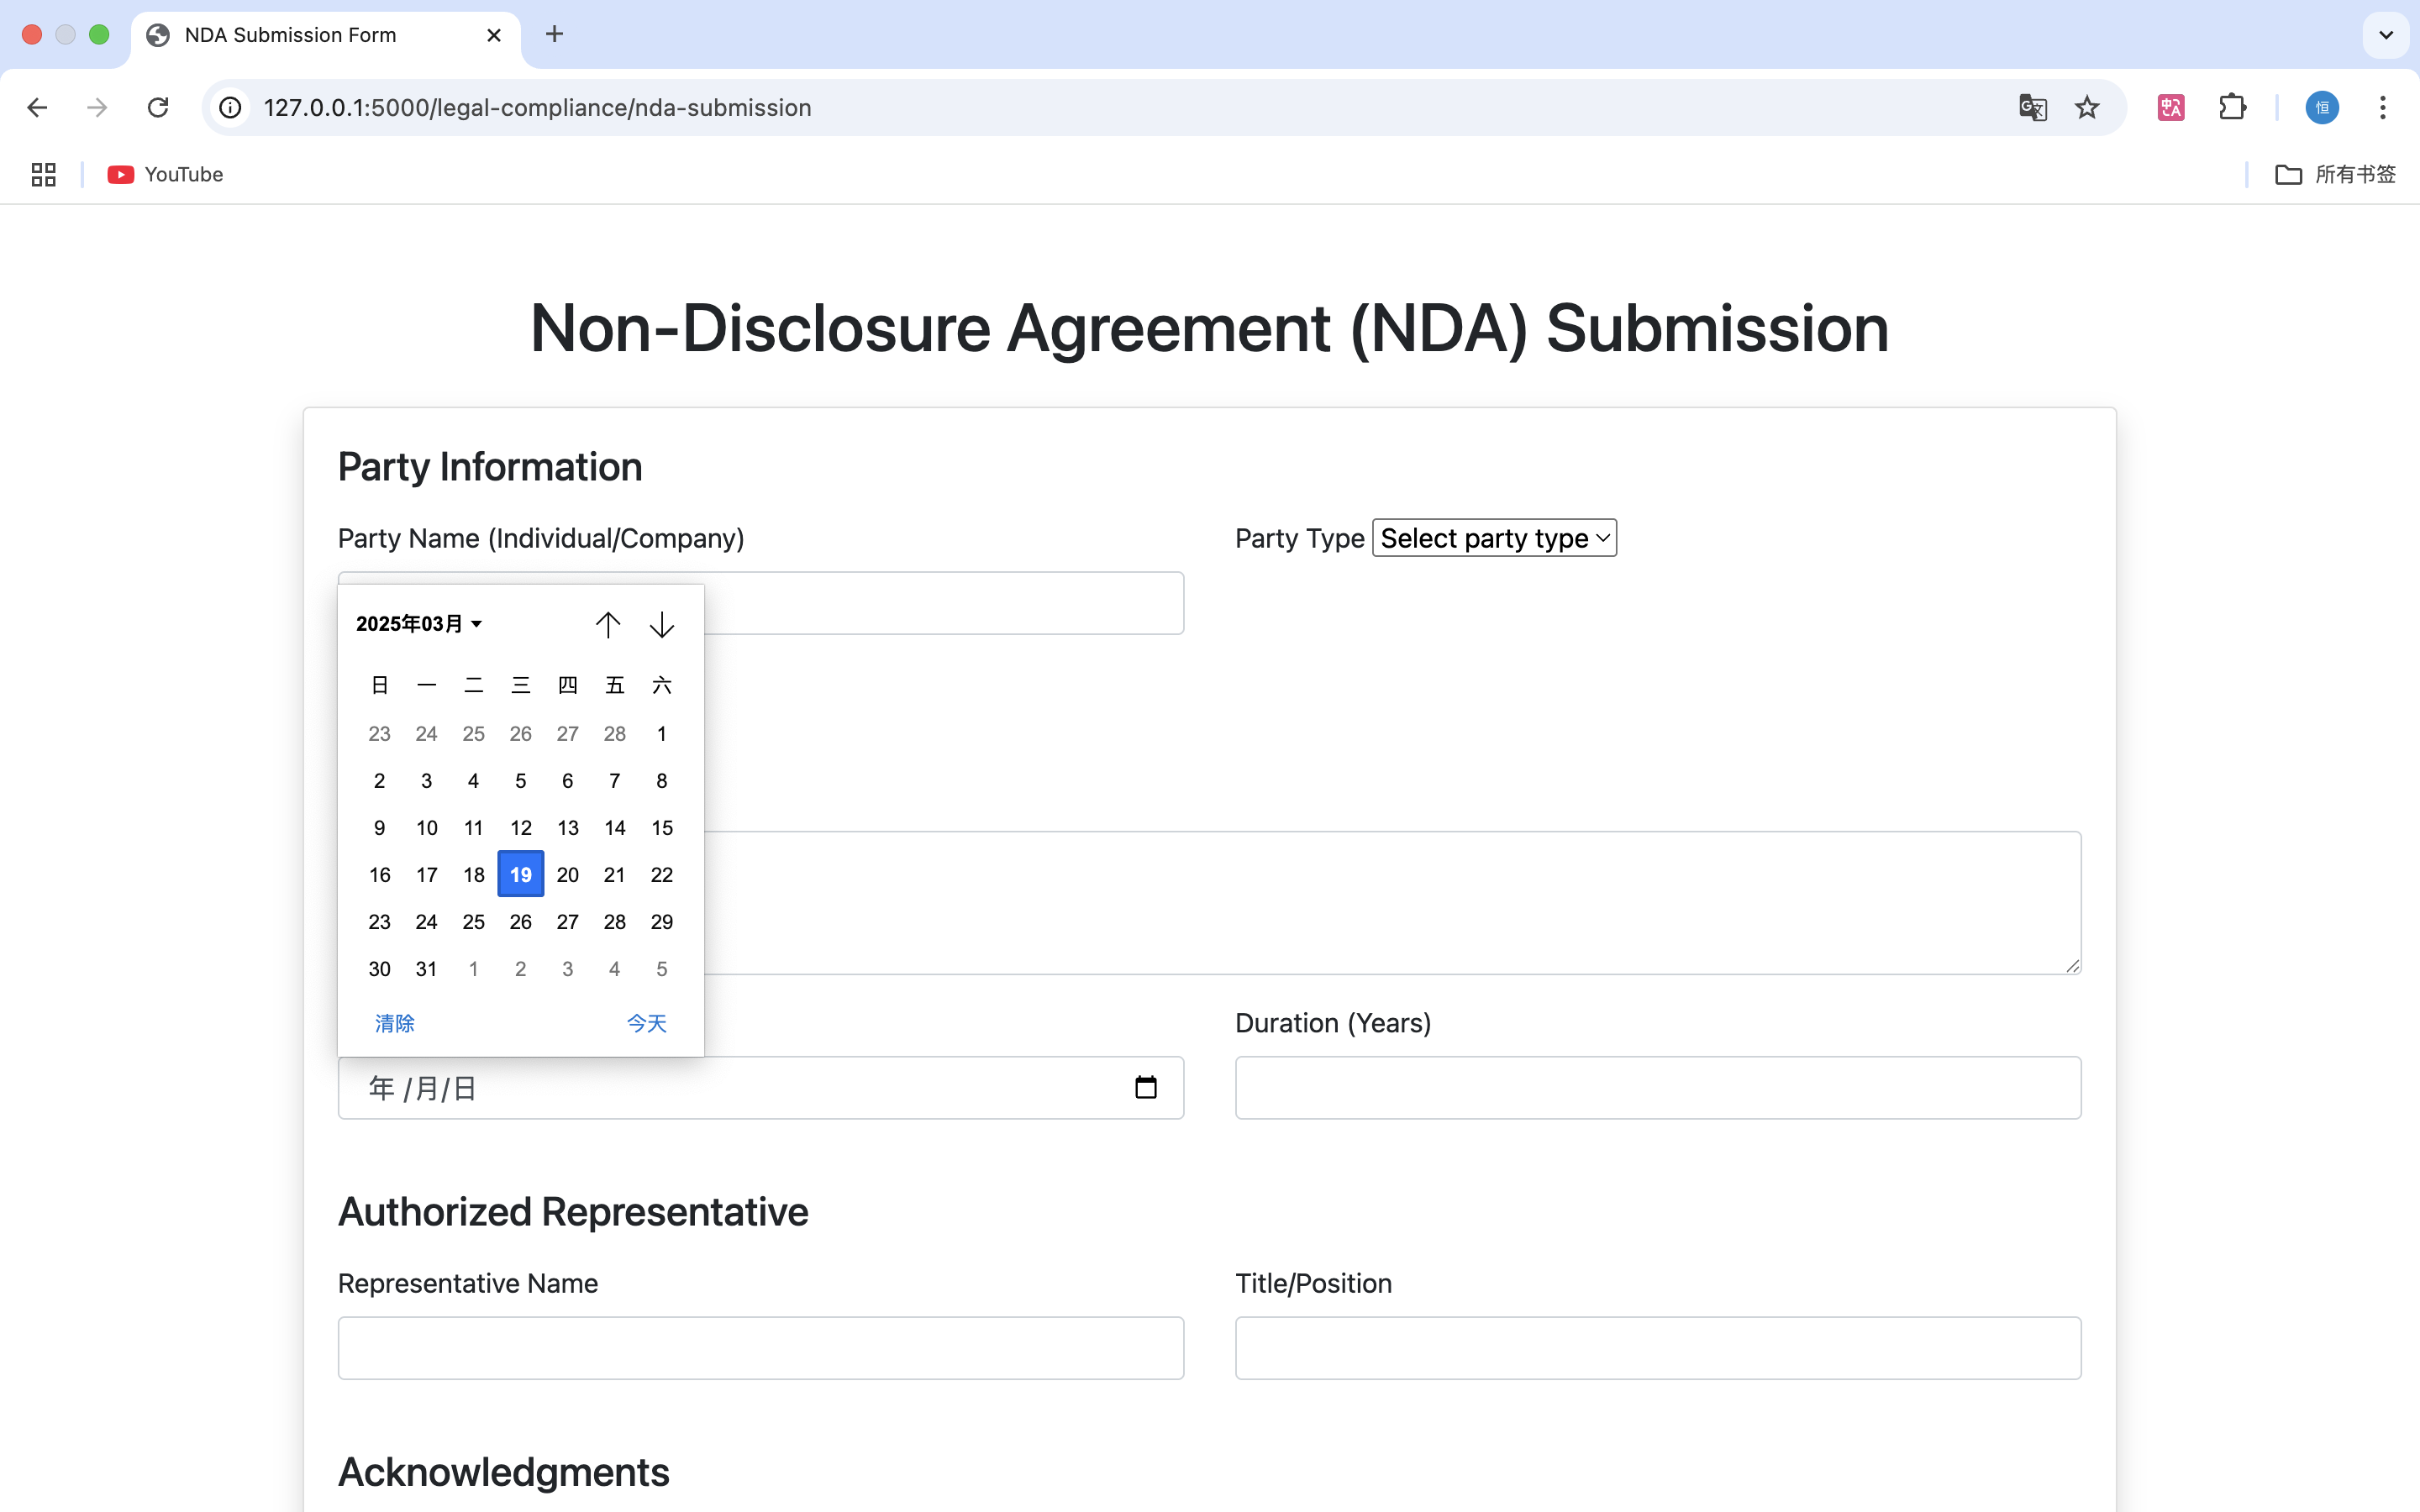 NDA Submission Form
127.0.0.1:5000/legal-compliance/nda-submission
恒
YouTube
所有书签
Non-Disclosure Agreement (NDA) Submission
Party Information
Party Name (Individual/Company)
Party Type Select party type
2025年03月
日 一 二 三 四 五 六
23 24 25 26 27 28 1
2 3 4 5 6 7 8
9 10 11 12 13 14 15
16 17 18 19 20 21 22
23 24 25 26 27 28 29
30 31 1 2 3 4 5
清除 今天
年 /月/日
Duration (Years)
Authorized Representative
Representative Name
Title/Position
Acknowledgments